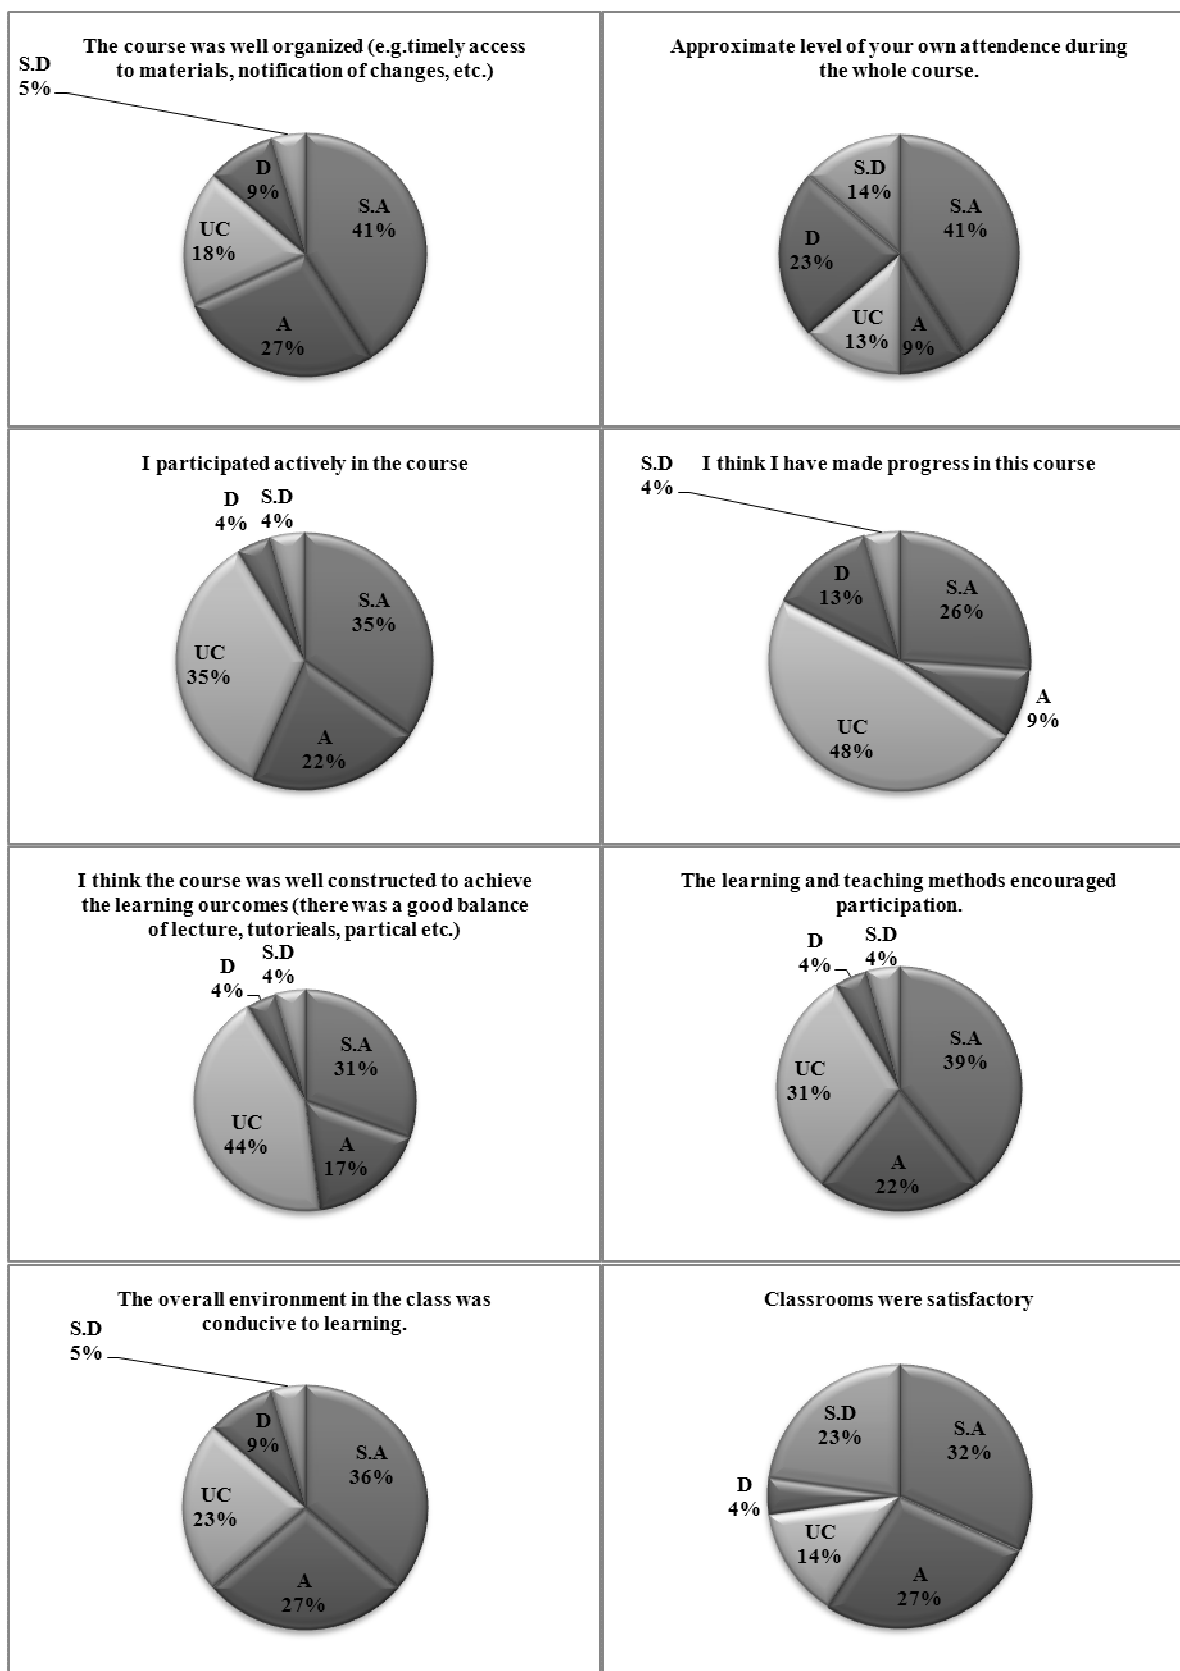 The course was well organized (e.g.timely access
to materials, notification of changes, etc.)
S.D
5%
D
9%
S.A
41%
UC
18%
A
27%
Approximate level of your own attendence during
the whole course.
S.D
14%
S.A
41%
D
23%
UC
13%
A
9%
I participated actively in the course
D
4%
S.D
4%
S.A
35%
UC
35%
A
22%
I think I have made progress in this course
S.D
4%
D
13%
S.A
26%
A
9%
UC
48%
I think the course was well constructed to achieve
the learning ourcomes (there was a good balance
of lecture, tutorieals, partical etc.)
D
4%
S.D
4%
S.A
31%
UC
44%
A
17%
The learning and teaching methods encouraged
participation.
D
4%
S.D
4%
S.A
39%
UC
31%
A
22%
The overall environment in the class was
conducive to learning.
S.D
5%
D
9%
S.A
36%
UC
23%
A
27%
Classrooms were satisfactory
S.D
23%
S.A
32%
D
4%
UC
14%
A
27%